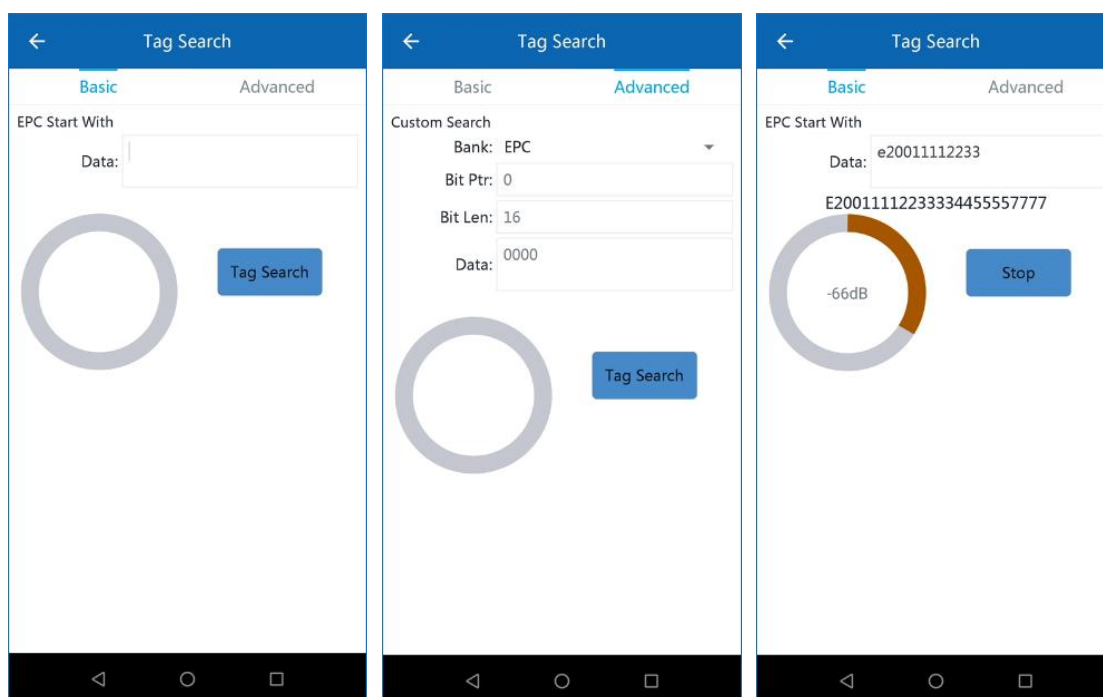 Tag Search
Basic Advanced
EPC Start With
Data:
Tag Search
Tag Search
Basic Advanced
Custom Search
Bank: EPC
Bit Ptr: 0
Bit Len: 16
Data: 0000
Tag Search
Tag Search
Basic Advanced
EPC Start With
Data: e20011112233
E20011112233334455557777
-66dB
Stop